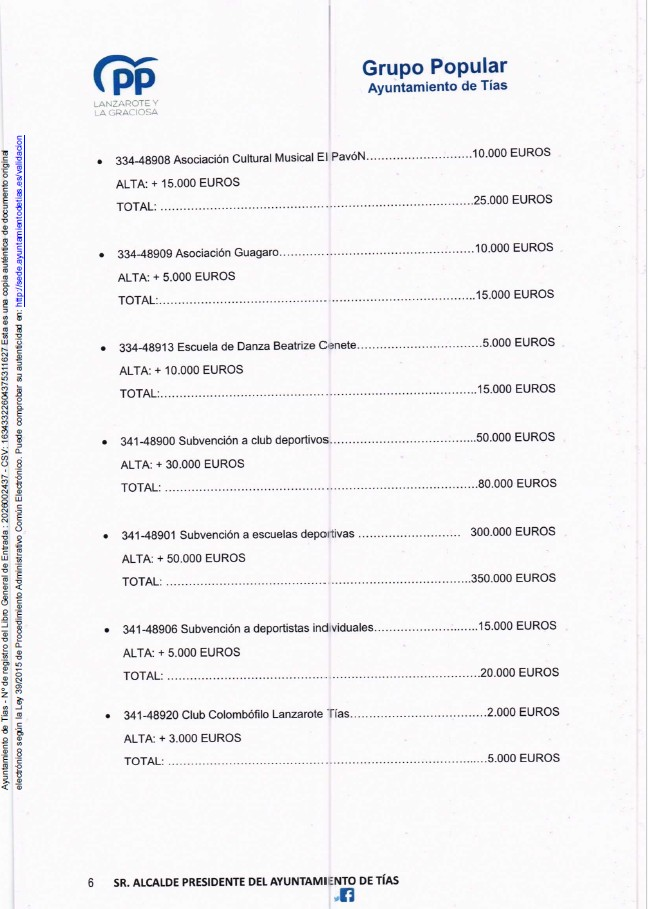 PP
LANZAROTE Y
LA GRACIOSA
Grupo Popular
Ayuntamiento de Tías
• 334-48908 Asociación Cultural Musical El PavóN..............................10.000 EUROS
ALTA: + 15.000 EUROS
TOTAL: ...........................................................................25.000 EUROS
• 334-48909 Asociación Guagaro.......................................................10.000 EUROS
ALTA: + 5.000 EUROS
TOTAL:............................................................................15.000 EUROS
• 334-48913 Escuela de Danza Beatrize Cenete...................................5.000 EUROS
ALTA: + 10.000 EUROS
TOTAL:............................................................................15.000 EUROS
• 341-48900 Subvención a club deportivos.........................................50.000 EUROS
ALTA: + 30.000 EUROS
TOTAL: ...........................................................................80.000 EUROS
• 341-48901 Subvención a escuelas deportivas ............................. 300.000 EUROS
ALTA: + 50.000 EUROS
TOTAL: .........................................................................350.000 EUROS
• 341-48906 Subvención a deportistas individuales.............................15.000 EUROS
ALTA: + 5.000 EUROS
TOTAL: ...........................................................................20.000 EUROS
• 341-48920 Club Colombófilo Lanzarote Tías.....................................2.000 EUROS
ALTA: + 3.000 EUROS
TOTAL: .............................................................................5.000 EUROS
6 SR. ALCALDE PRESIDENTE DEL AYUNTAMIENTO DE TÍAS
Ayuntamiento de Tías - Nº de registro del Libro General de Entrada : 2026002437 - CSV: 16343322604375311627.Esta es una copia auténtica de documento original
electrónico según la Ley 39/2015 de Procedimiento Administrativo Común Electrónico. Puede comprobar su autenticidad en: http://sede.ayuntamientodetias.es/validacion